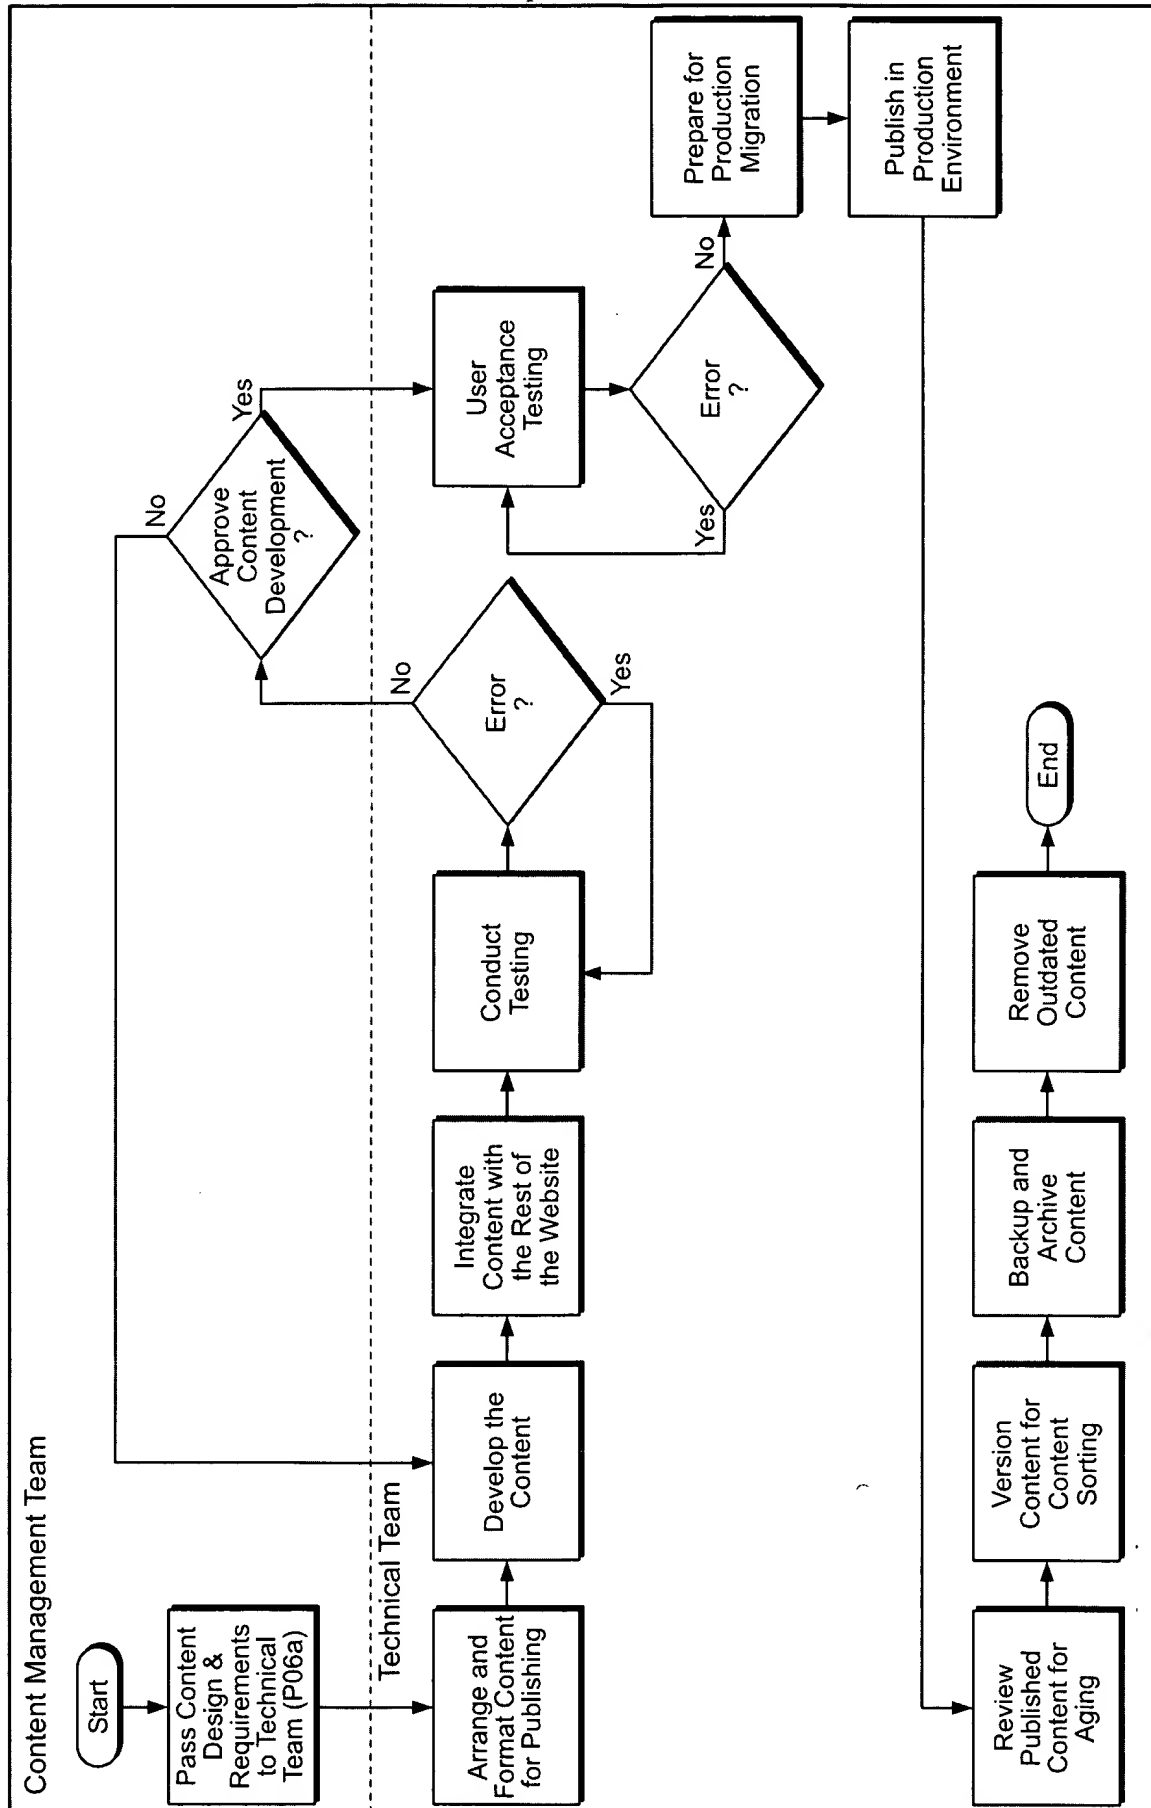 Content Management Team
Start
Pass Content
Design &
Requirements
to Technical
Team (P06a)
No
Approve
Content
Development
?
Yes
Technical Team
Arrange and
Format Content
for Publishing
Develop the
Content
Integrate
Content with
the Rest of
the Website
Conduct
Testing
No
Error
?
Yes
User
Acceptance
Testing
Yes
Error
?
No
Prepare for
Production
Migration
Publish in
Production
Environment
Review
Published
Content for
Aging
Version
Content for
Content
Sorting
Backup and
Archive
Content
Remove
Outdated
Content
End